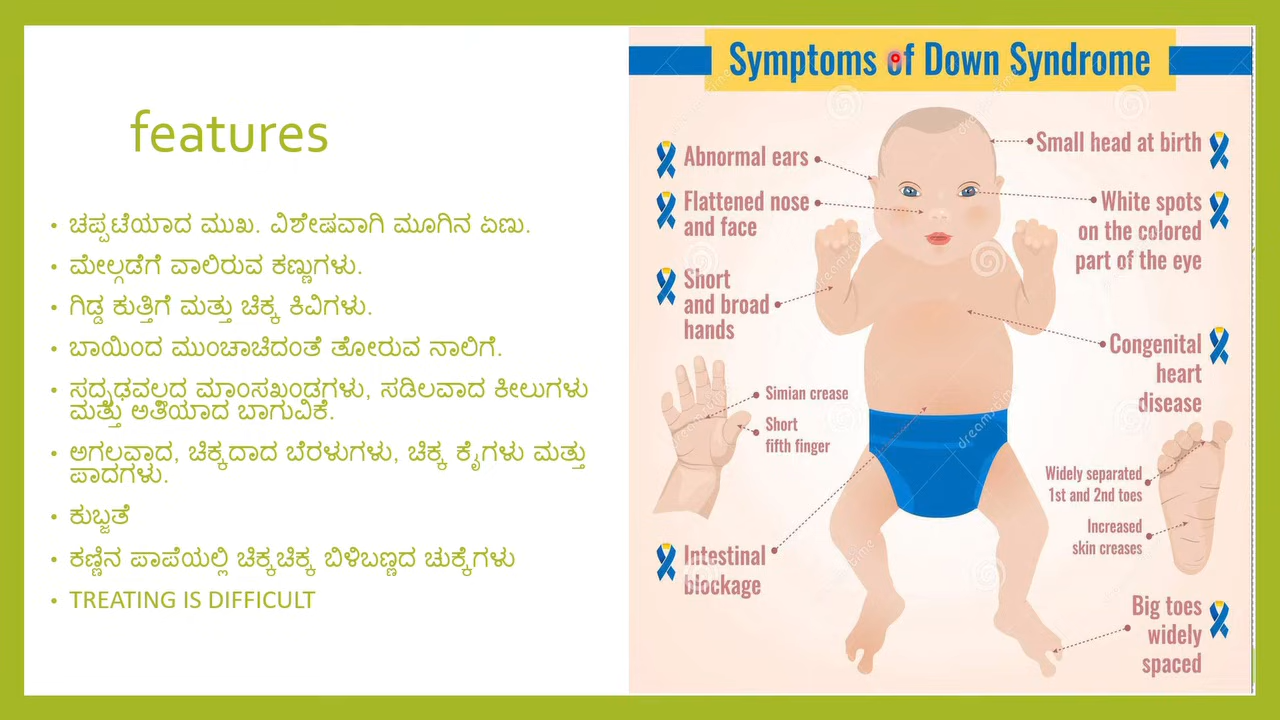 features
• ಚಪ್ಪಟೆಯಾದ ಮುಖ. ವಿಶೇಷವಾಗಿ ಮೂಗಿನ ಏಣು.
• ಮೇಲ್ಗಡೆಗೆ ವಾಲಿರುವ ಕಣ್ಣುಗಳು.
• ಗಿಡ್ಡ ಕುತ್ತಿಗೆ ಮತ್ತು ಚಿಕ್ಕ ಕಿವಿಗಳು.
• ಬಾಯಿಂದ ಮುಂಚಾಚಿದಂತೆ ತೋರುವ ನಾಲಿಗೆ.
• ಸದೃಢವಲ್ಲದ ಮಾಂಸಖಂಡಗಳು, ಸಡಿಲವಾದ ಕೀಲುಗಳು
ಮತ್ತು ಅತಿಯಾದ ಬಾಗುವಿಕೆ.
• ಅಗಲವಾದ, ಚಿಕ್ಕದಾದ ಬೆರಳುಗಳು, ಚಿಕ್ಕ ಕೈಗಳು ಮತ್ತು
ಪಾದಗಳು.
• ಕುಬ್ಜತೆ
• ಕಣ್ಣಿನ ಪಾಪೆಯಲ್ಲಿ ಚಿಕ್ಕಚಿಕ್ಕ ಬಿಳಿಬಣ್ಣದ ಚುಕ್ಕೆಗಳು
• TREATING IS DIFFICULT
Symptoms of Down Syndrome
Abnormal ears
Flattened nose
and face
Short
and broad
hands
Simian crease
Short
fifth finger
Intestinal
blockage
Small head at birth
White spots
on the colored
part of the eye
Congenital
heart
disease
Widely separated
1st and 2nd toes
Increased
skin creases
Big toes
widely
spaced
dreamstime